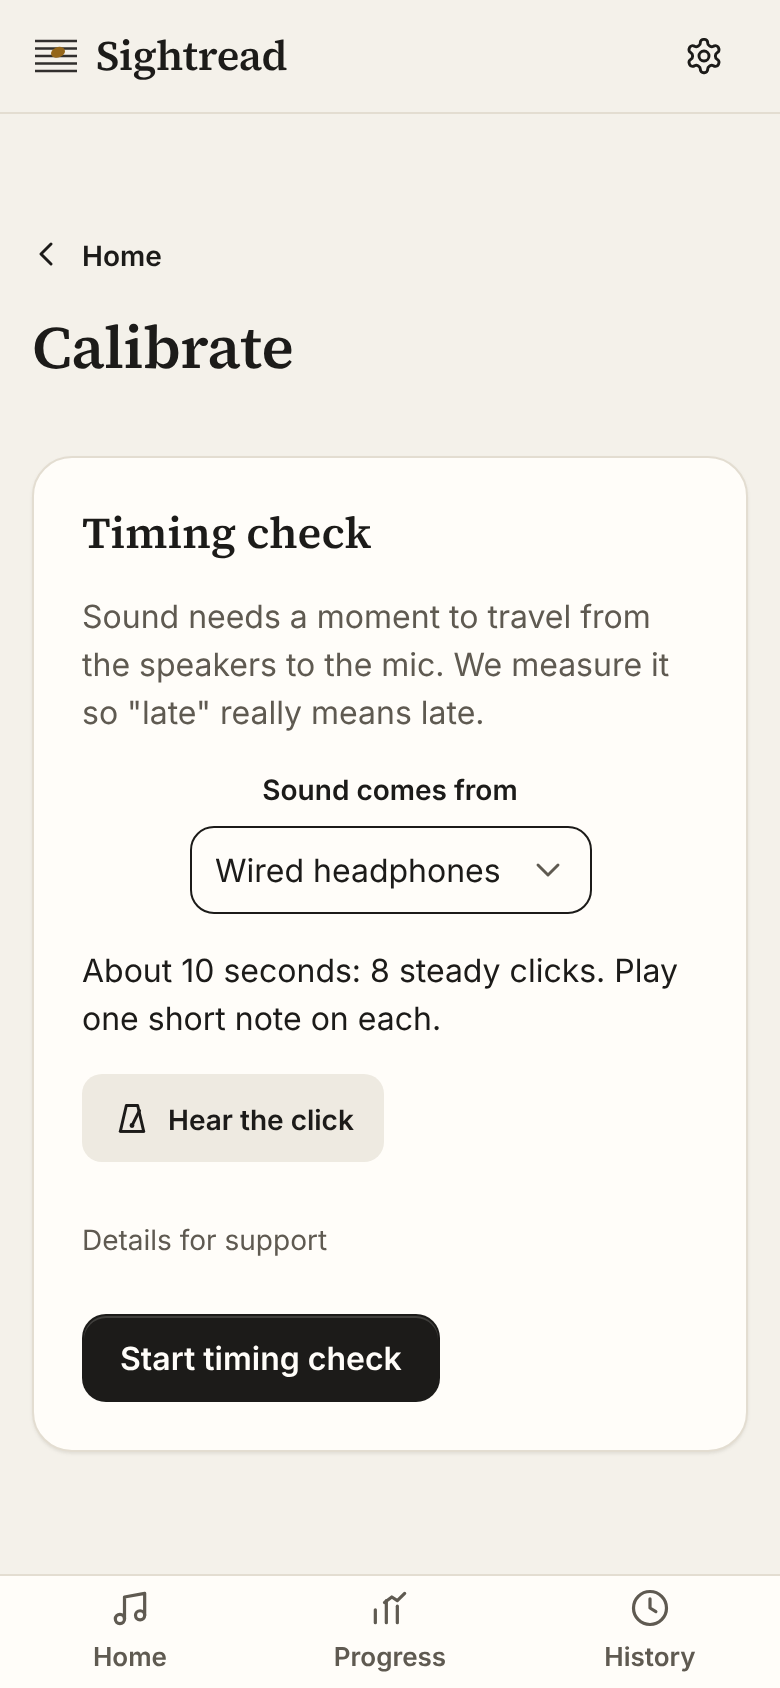 Sightread
Home
Calibrate
Timing check
Sound needs a moment to travel from
the speakers to the mic. We measure it
so "late" really means late.
Sound comes from
Wired headphones
About 10 seconds: 8 steady clicks. Play
one short note on each.
Hear the click
Details for support
Start timing check
Home
Progress
History